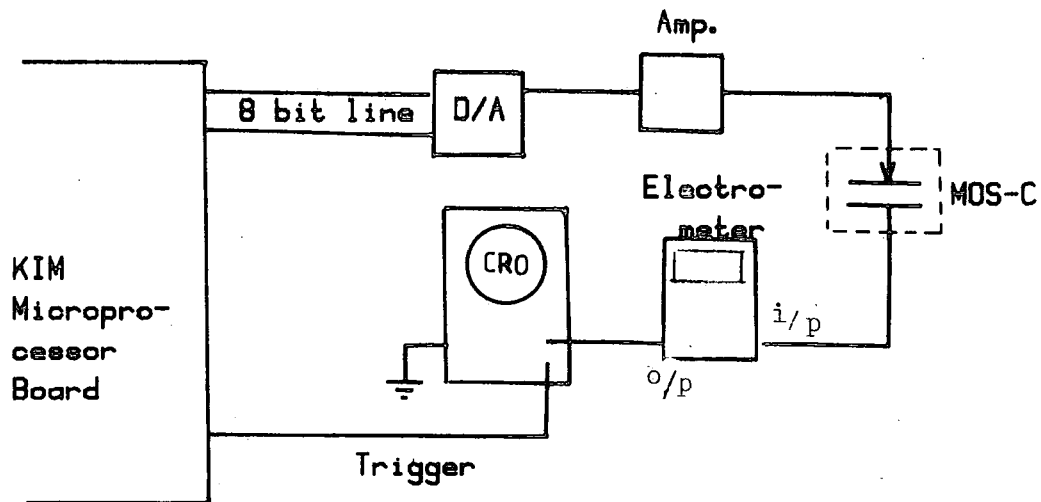 Amp.
8 bit line
D/A
Electro-
meter
MOS-C
CRO
KIM
Micropro-
cessor
Board
i/p
o/p
Trigger